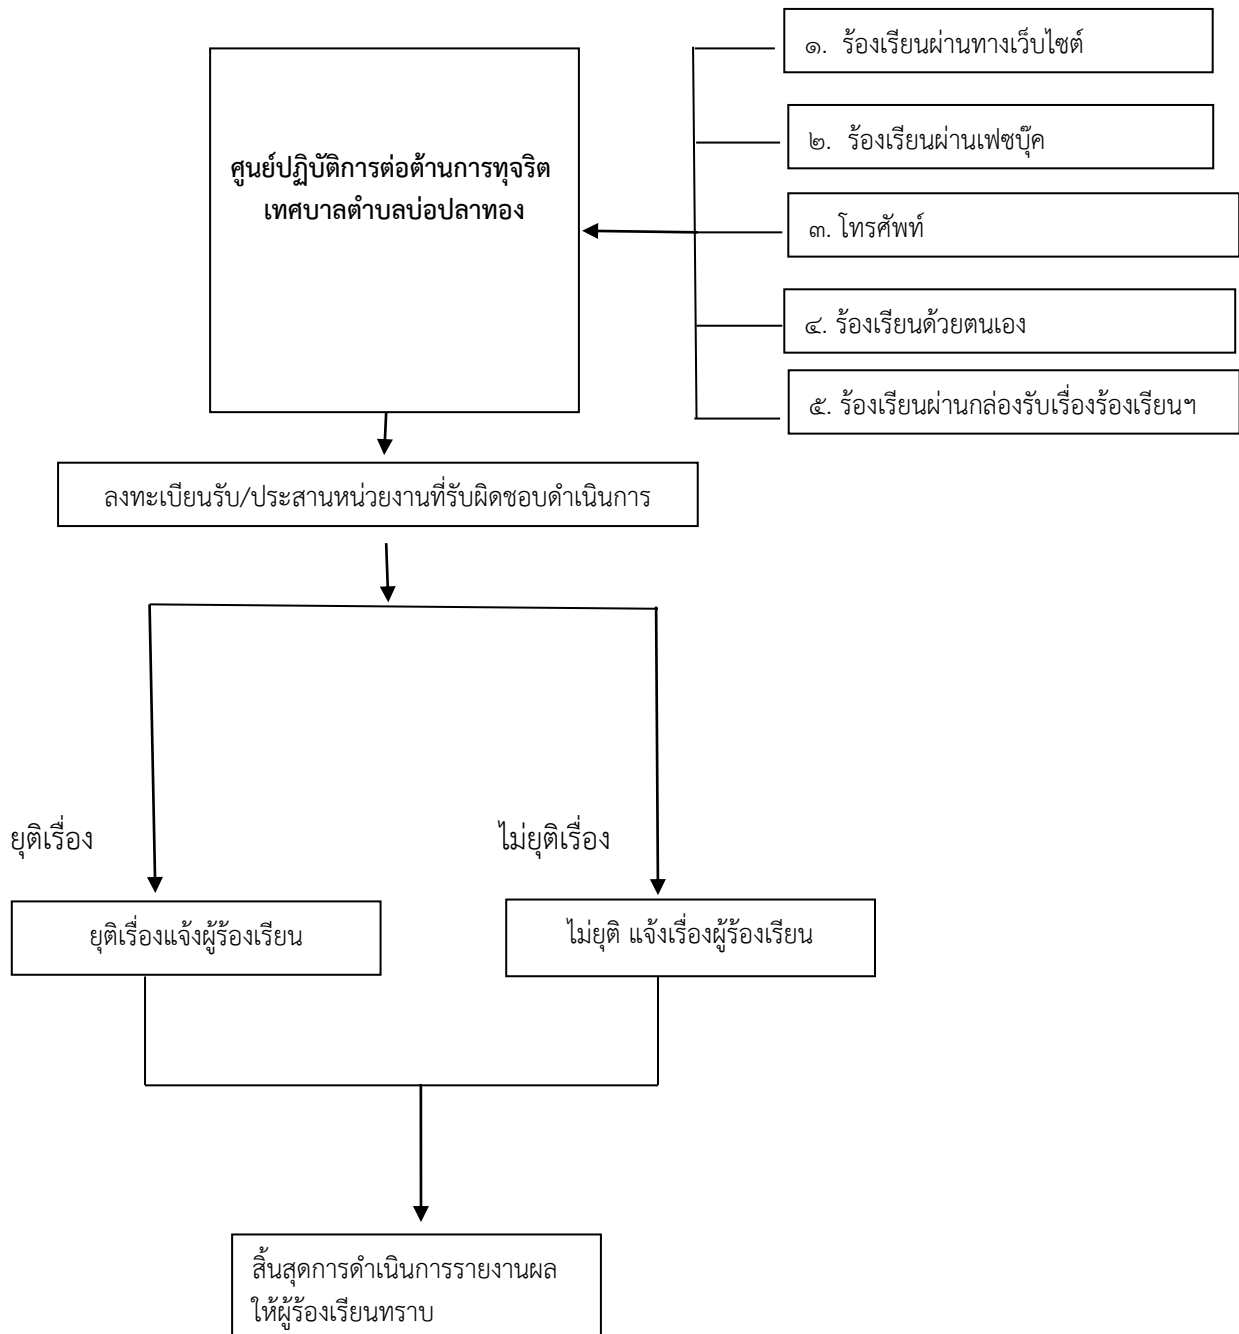 ๑. ร้องเรียนผ่านทางเว็บไซต์
ศูนย์ปฏิบัติการต่อต้านการทุจริต
เทศบาลตำบลบ่อปลาทอง
๒. ร้องเรียนผ่านเฟซบุ๊ค
๓. โทรศัพท์
๔. ร้องเรียนด้วยตนเอง
๕. ร้องเรียนผ่านกล่องรับเรื่องร้องเรียนฯ
ลงทะเบียนรับ/ประสานหน่วยงานที่รับผิดชอบดำเนินการ
ยุติเรื่อง
ไม่ยุติเรื่อง
ยุติเรื่องแจ้งผู้ร้องเรียน
ไม่ยุติ แจ้งเรื่องผู้ร้องเรียน
สิ้นสุดการดำเนินการรายงานผล
ให้ผู้ร้องเรียนทราบ